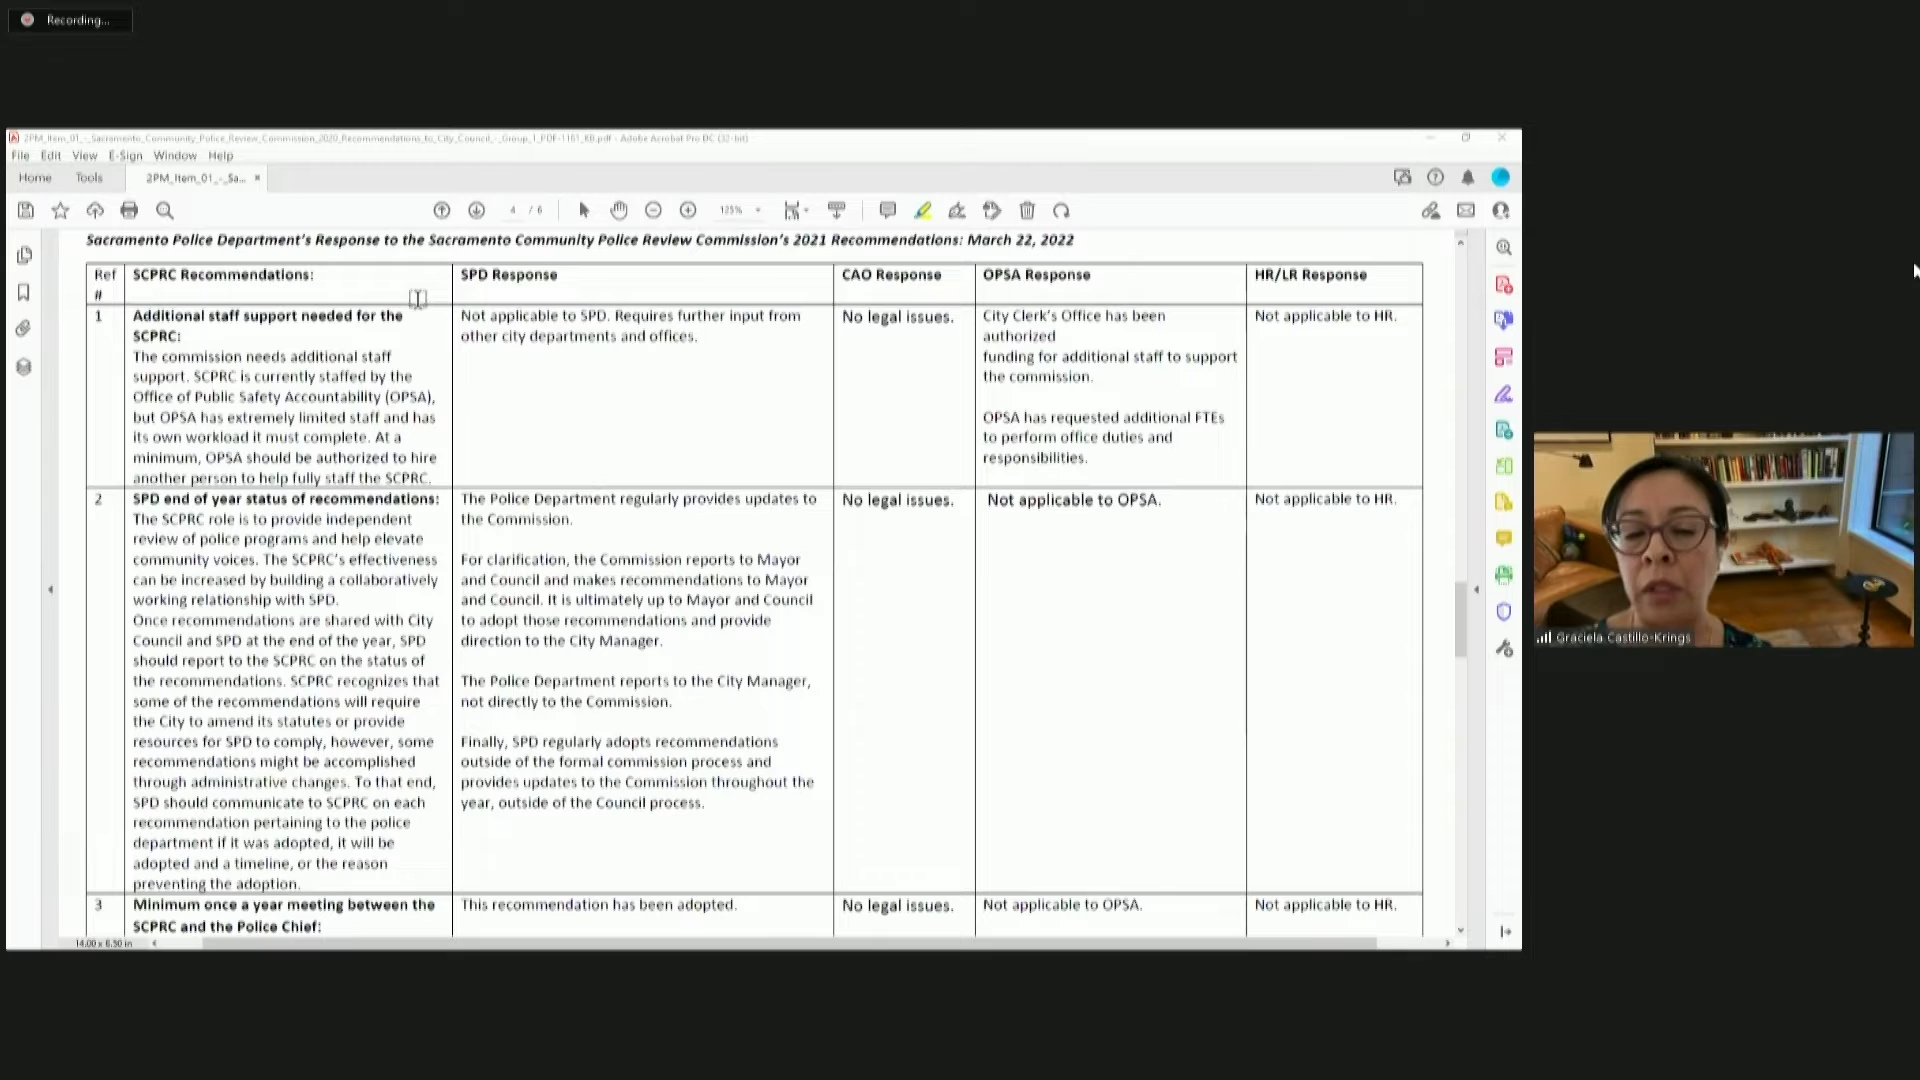 Recording...
2PM_Item_01_-_Sacramento_Community_Police_Review_Commission_2020_Recommendations_to_City_Council_-_Group_1_PDF-1161_KB.pdf - Adobe Acrobat Pro DC (32-bit)
File Edit View E-Sign Window Help
Home Tools 2PM_Item_01_-_Sa... ×
4 / 6 125%
Sacramento Police Department's Response to the Sacramento Community Police Review Commission's 2021 Recommendations: March 22, 2022
Ref
#
SCPRC Recommendations:
SPD Response
CAO Response
OPSA Response
HR/LR Response
1
Additional staff support needed for the
SCPRC:
The commission needs additional staff
support. SCPRC is currently staffed by the
Office of Public Safety Accountability (OPSA),
but OPSA has extremely limited staff and has
its own workload it must complete. At a
minimum, OPSA should be authorized to hire
another person to help fully staff the SCPRC.
Not applicable to SPD. Requires further input from
other city departments and offices.
No legal issues.
City Clerk's Office has been
authorized
funding for additional staff to support
the commission.
OPSA has requested additional FTEs
to perform office duties and
responsibilities.
Not applicable to HR.
2
SPD end of year status of recommendations:
The SCPRC role is to provide independent
review of police programs and help elevate
community voices. The SCPRC's effectiveness
can be increased by building a collaboratively
working relationship with SPD.
Once recommendations are shared with City
Council and SPD at the end of the year, SPD
should report to the SCPRC on the status of
the recommendations. SCPRC recognizes that
some of the recommendations will require
the City to amend its statutes or provide
resources for SPD to comply, however, some
recommendations might be accomplished
through administrative changes. To that end,
SPD should communicate to SCPRC on each
recommendation pertaining to the police
department if it was adopted, it will be
adopted and a timeline, or the reason
preventing the adoption.
The Police Department regularly provides updates to
the Commission.
For clarification, the Commission reports to Mayor
and Council and makes recommendations to Mayor
and Council. It is ultimately up to Mayor and Council
to adopt those recommendations and provide
direction to the City Manager.
The Police Department reports to the City Manager,
not directly to the Commission.
Finally, SPD regularly adopts recommendations
outside of the formal commission process and
provides updates to the Commission throughout the
year, outside of the Council process.
No legal issues.
Not applicable to OPSA.
Not applicable to HR.
3
Minimum once a year meeting between the
SCPRC and the Police Chief:
This recommendation has been adopted.
No legal issues.
Not applicable to OPSA.
Not applicable to HR.
14.00 x 8.50 in
Graciela Castillo-Krings